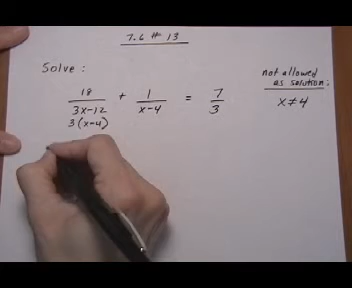 7.6 # 13
Solve :
not allowed
as solution:
18/3x-12 + 1/x-4 = 7/3
3(x-4)
x≠4